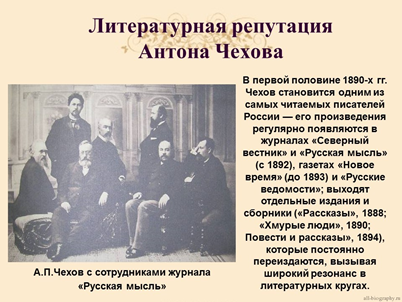 Литературная репутация
Антона Чехова
В первой половине 1890-х гг.
Чехов становится одним из
самых читаемых писателей
России — его произведения
регулярно появляются в
журналах «Северный
вестник» и «Русская мысль»
(с 1892), газетах «Новое
время» (до 1893) и «Русские
ведомости»; выходят
отдельные издания и
сборники («Рассказы», 1888;
«Хмурые люди», 1890;
Повести и рассказы», 1894),
которые постоянно
переиздаются, вызывая
широкий резонанс в
литературных кругах.
А.П.Чехов с сотрудниками журнала
«Русская мысль»
all-biography.ru